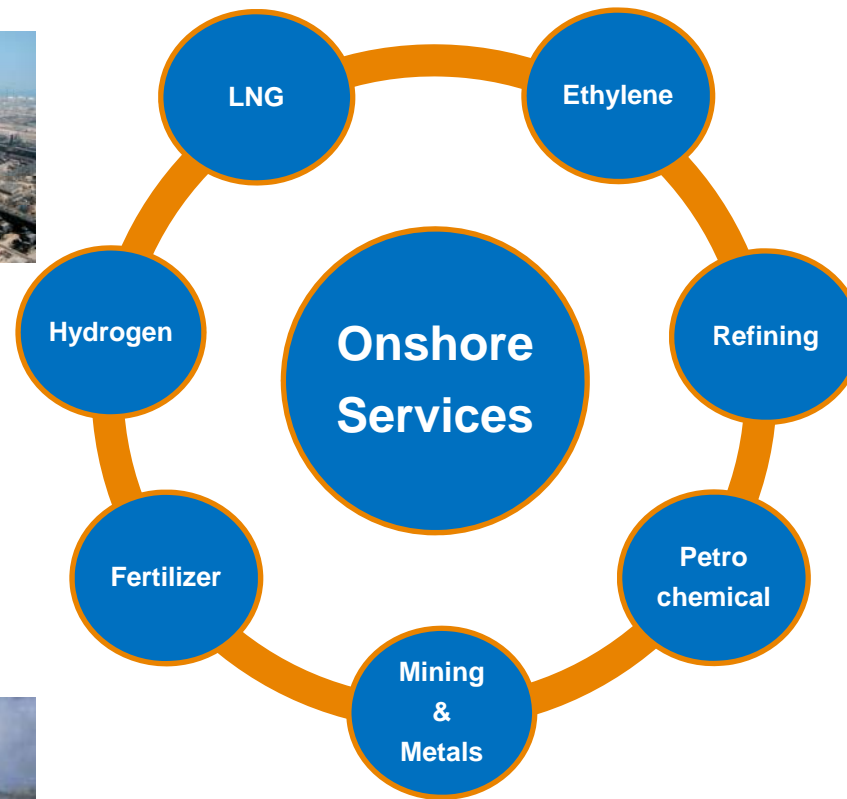 LNG
Ethylene
Hydrogen
Onshore
Services
Refining
Fertilizer
Petro
chemical
Mining
&
Metals